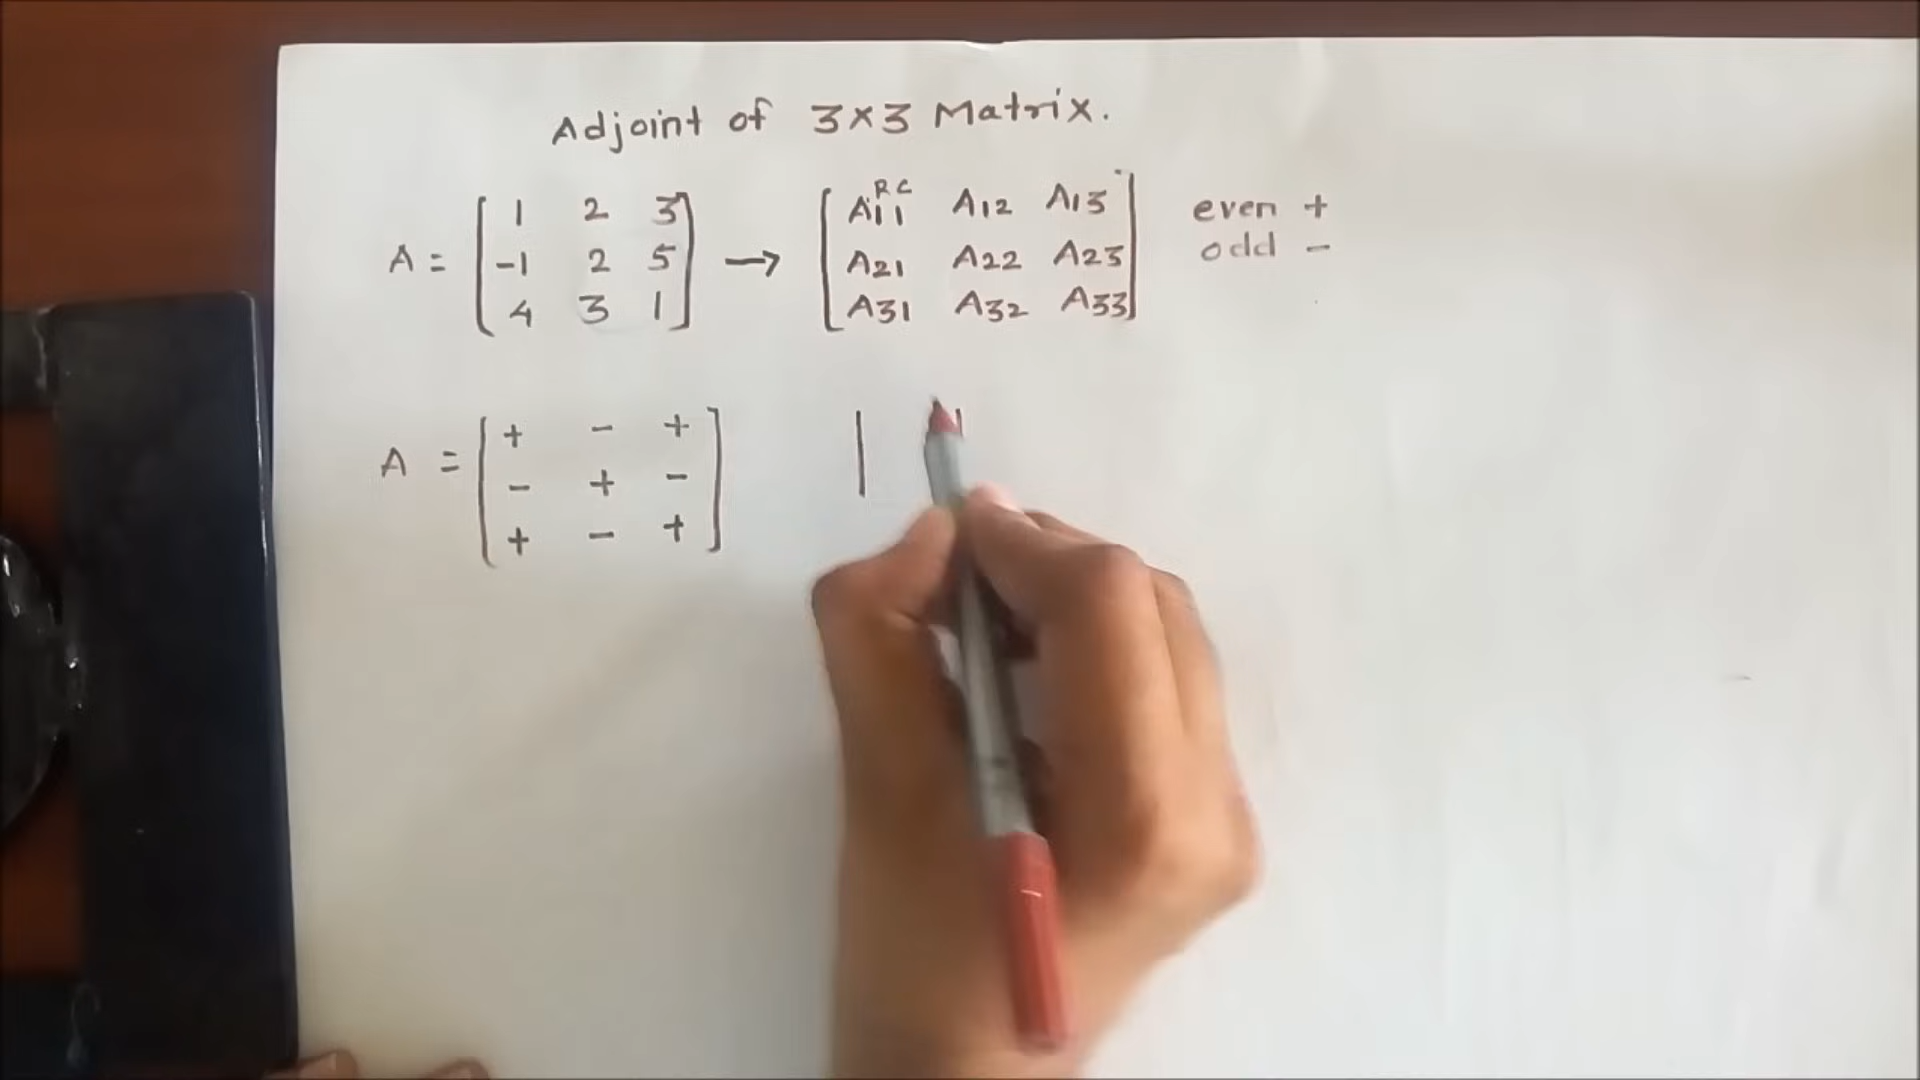 Adjoint of 3×3 Matrix.
A = [ 1 2 3 ] → [ A11 A12 A13 ] even +
R C
[ -1 2 5 ] [ A21 A22 A23 ] odd -
[ 4 3 1 ] [ A31 A32 A33 ]
A = [ + - + ]
[ - + - ]
[ + - + ]